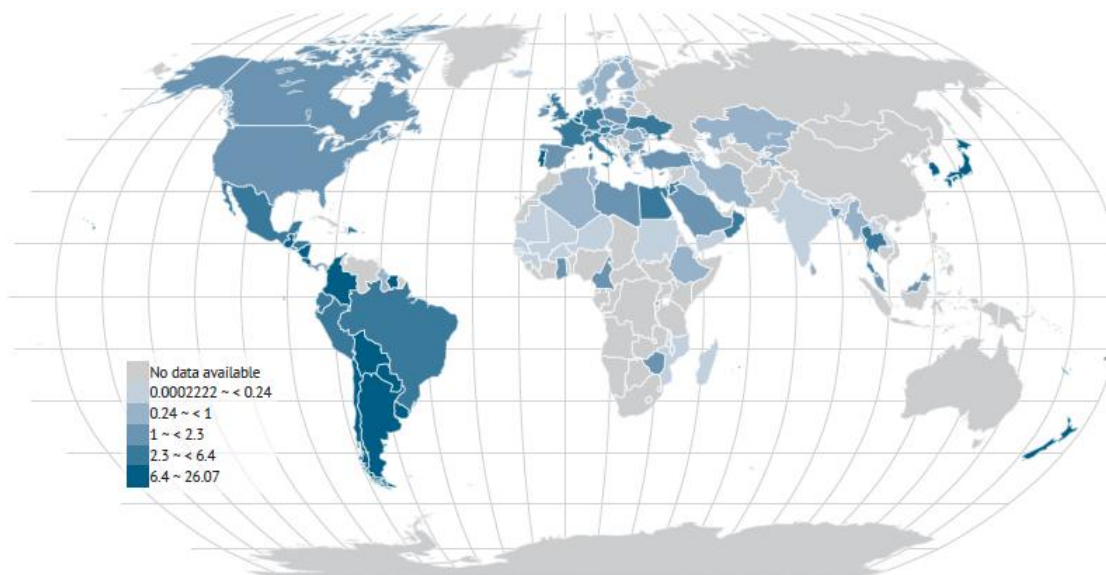 No data available
0.0002222 ~ < 0.24
0.24 ~ < 1
1 ~ < 2.3
2.3 ~ < 6.4
6.4 ~ 26.07